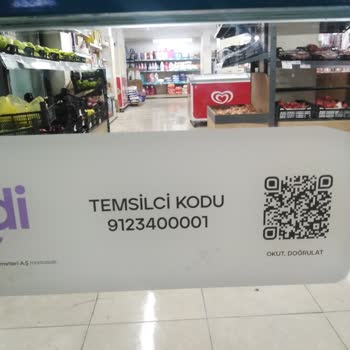 di
TEMSİLCİ KODU
9123400001
OKUT, DOĞRULAT
A.Ş